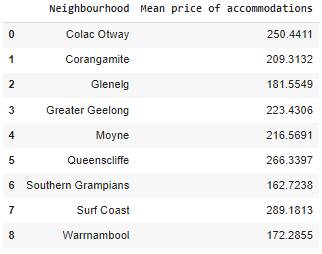 Neighbourhood Mean price of accommodations
0 Colac Otway 250.4411
1 Corangamite 209.3132
2 Glenelg 181.5549
3 Greater Geelong 223.4306
4 Moyne 216.5691
5 Queenscliffe 266.3397
6 Southern Grampians 162.7238
7 Surf Coast 289.1813
8 Warrnambool 172.2855